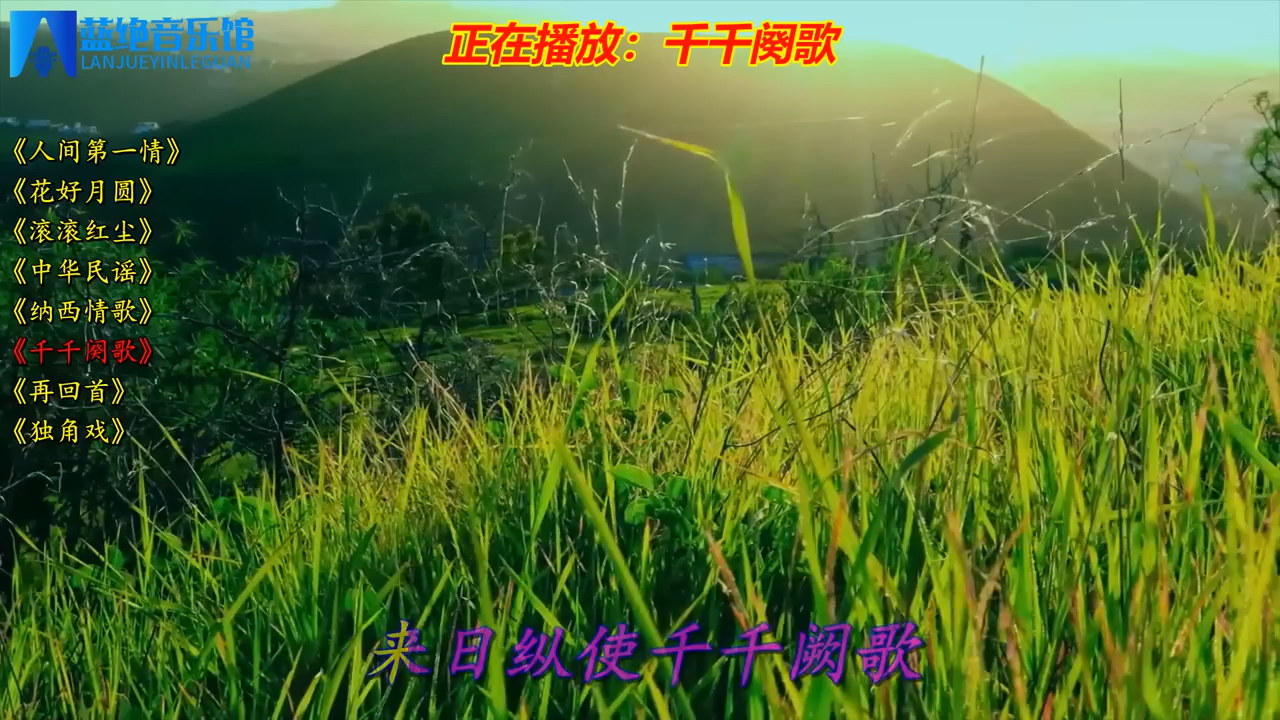 蓝绝音乐馆
LANJUEYINLEGUAN
正在播放：千千阕歌
《人间第一情》
《花好月圆》
《滚滚红尘》
《中华民谣》
《纳西情歌》
《千千阕歌》
《再回首》
《独角戏》
来日纵使千千阙歌